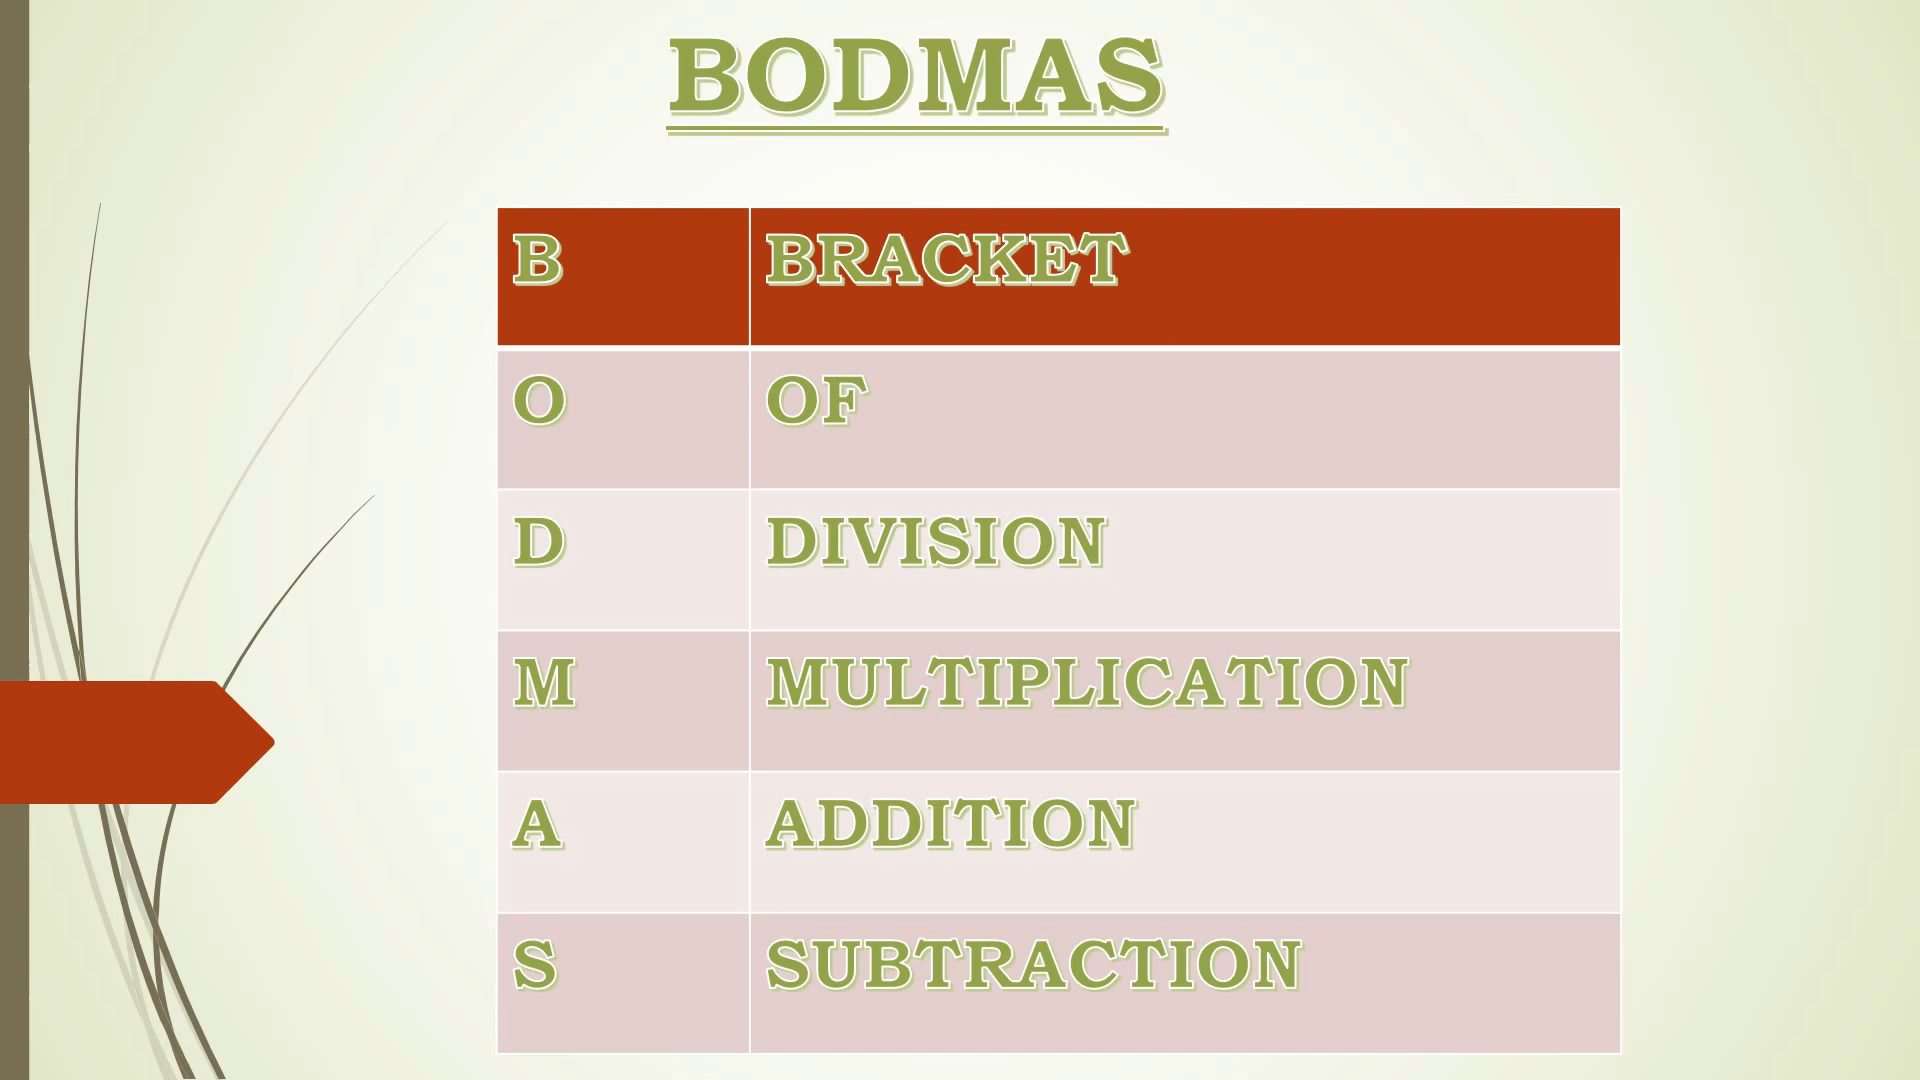 BODMAS
B BRACKET
O OF
D DIVISION
M MULTIPLICATION
A ADDITION
S SUBTRACTION